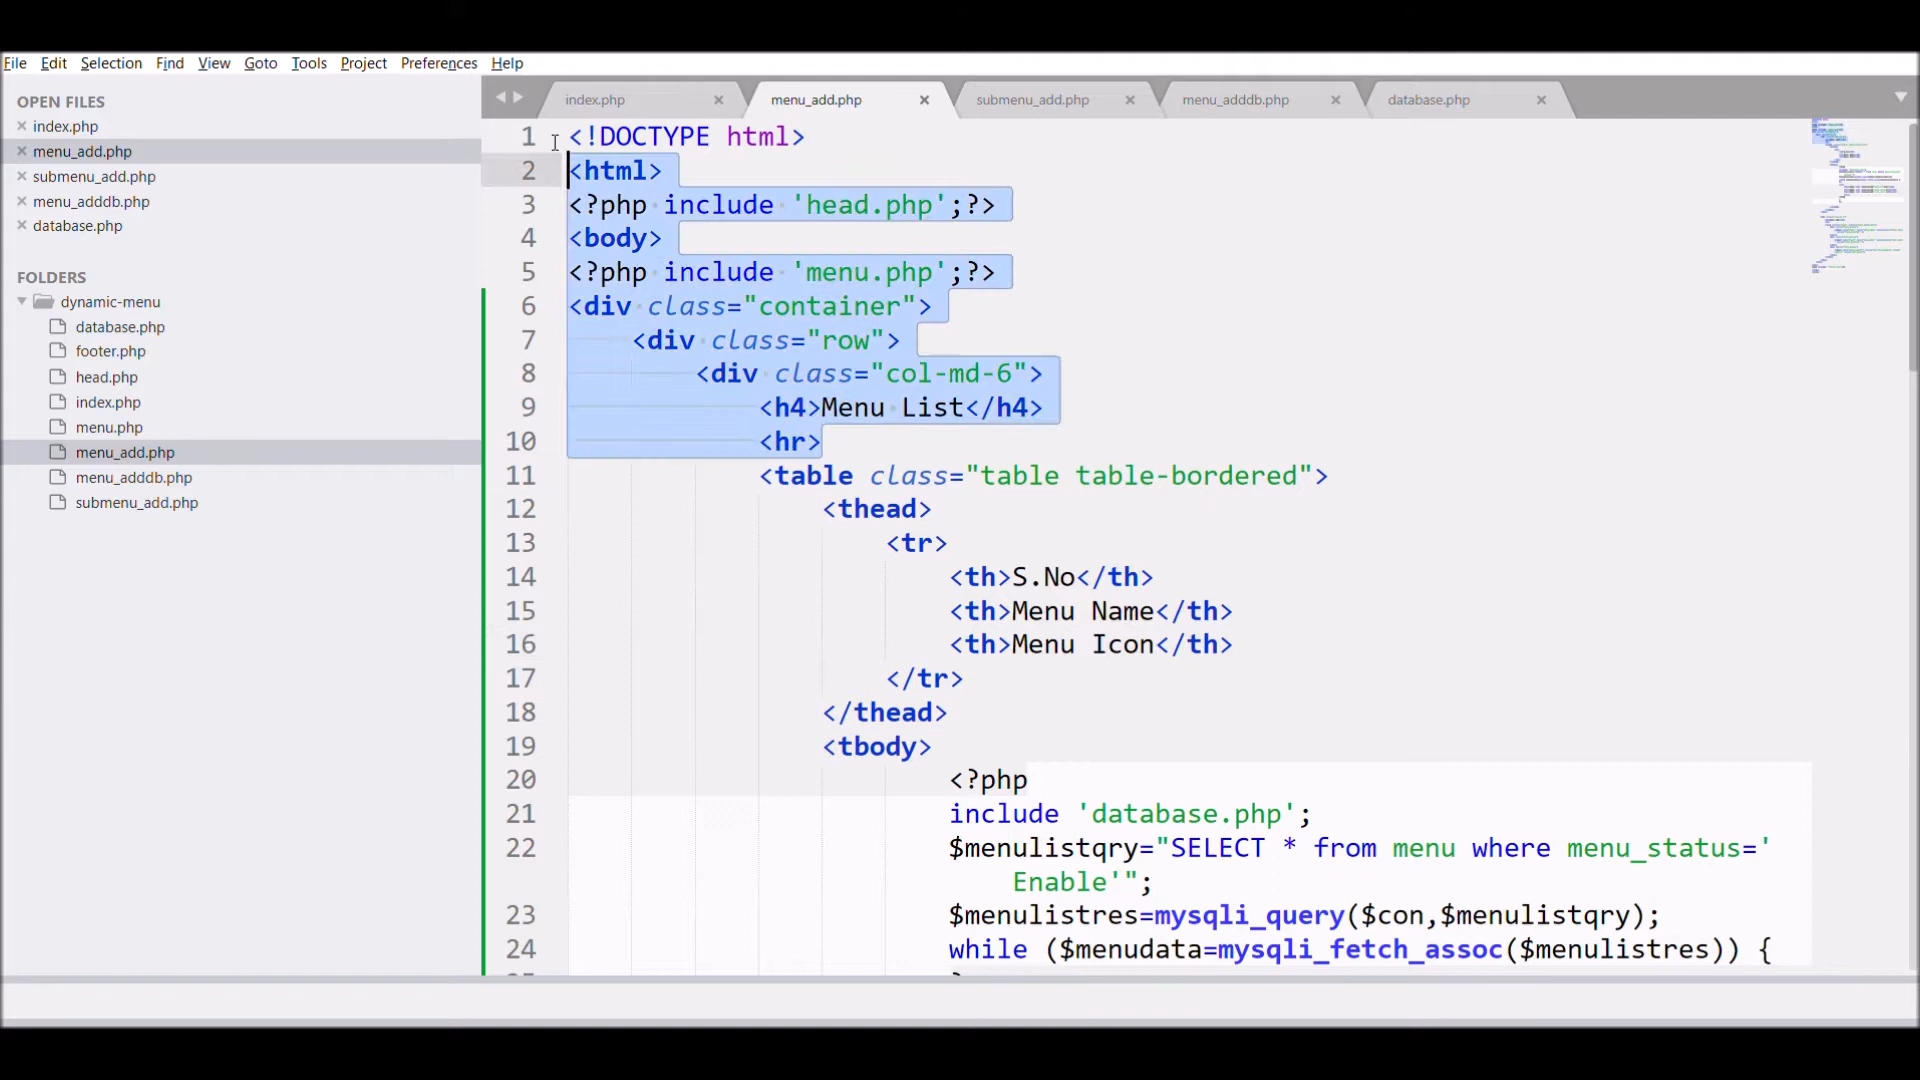 File Edit Selection Find View Goto Tools Project Preferences Help
OPEN FILES
index.php
menu_add.php
submenu_add.php
menu_adddb.php
database.php
FOLDERS
dynamic-menu
database.php
footer.php
head.php
index.php
menu.php
menu_add.php
menu_adddb.php
submenu_add.php
index.php menu_add.php submenu_add.php menu_adddb.php database.php
1 <!DOCTYPE html>
2 <html>
3 <?php include 'head.php';?>
4 <body>
5 <?php include 'menu.php';?>
6 <div class="container">
7 <div class="row">
8 <div class="col-md-6">
9 <h4>Menu List</h4>
10 <hr>
11 <table class="table table-bordered">
12 <thead>
13 <tr>
14 <th>S.No</th>
15 <th>Menu Name</th>
16 <th>Menu Icon</th>
17 </tr>
18 </thead>
19 <tbody>
20 <?php
21 include 'database.php';
22 $menulistqry="SELECT * from menu where menu_status='
Enable'";
23 $menulistres=mysqli_query($con,$menulistqry);
24 while ($menudata=mysqli_fetch_assoc($menulistres)) {